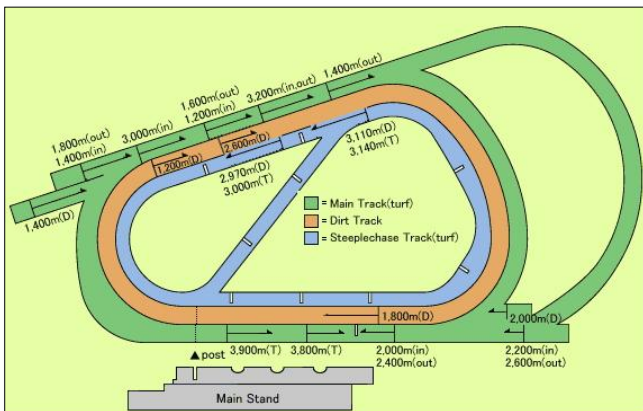 1,400m(out)
3,200m(in,out)
1,600m(out)
1,200m(in)
3,000m(in)
1,800m(out)
1,400m(in)
1,400m(D)
1,200m(D)
2,600m(D)
2,970m(D)
3,000m(T)
3,110m(D)
3,140m(T)
= Main Track(turf)
= Dirt Track
= Steeplechase Track(turf)
1,800m(D)
2,000m(D)
▲post
3,900m(T)
3,800m(T)
2,000m(in)
2,400m(out)
2,200m(in)
2,600m(out)
Main Stand